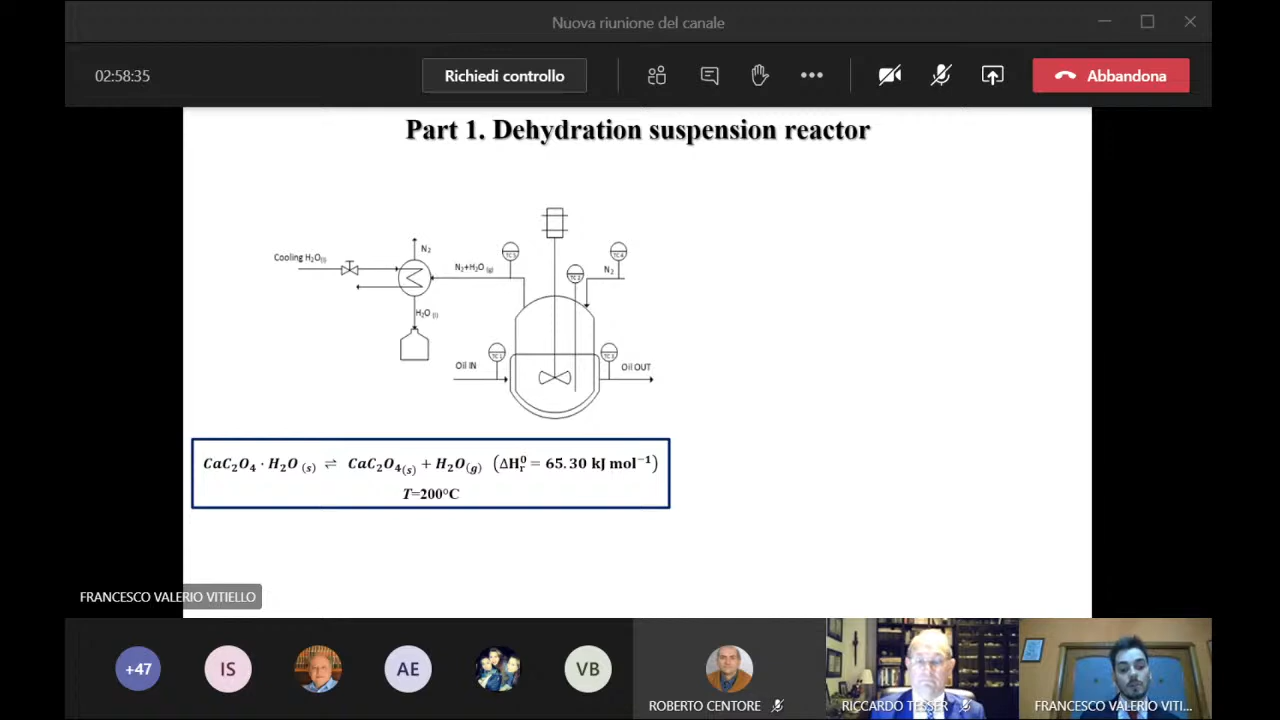 Nuova riunione del canale
02:58:35
Richiedi controllo
Abbandona
Part 1. Dehydration suspension reactor
Cooling H₂O(l)
N₂
N₂+H₂O (g)
TC 2
N₂
H₂O (l)
Oil IN
Oil OUT
CaC₂O₄ · H₂O (s) ⇌ CaC₂O₄(s) + H₂O(g) (ΔH⁰ᵣ = 65.30 kJ mol⁻¹)
T=200°C
FRANCESCO VALERIO VITIELLO
+47
IS
AE
VB
ROBERTO CENTORE
RICCARDO TESSER
FRANCESCO VALERIO VITI...